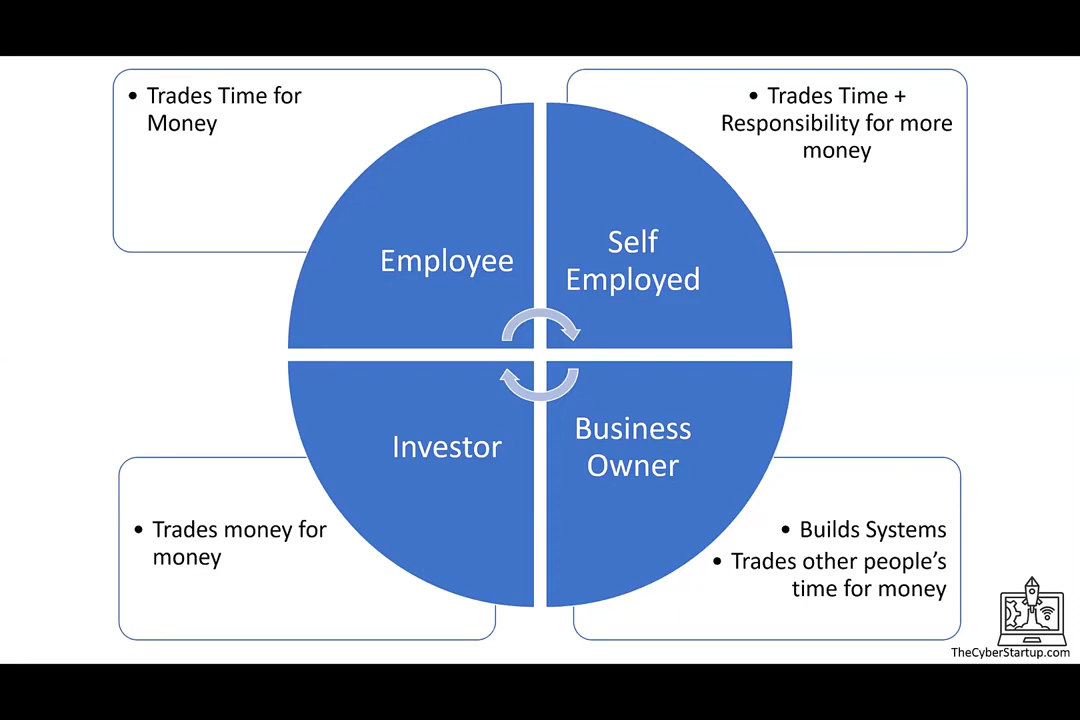 • Trades Time for
Money
• Trades Time +
Responsibility for more
money
Employee
Self
Employed
Investor
Business
Owner
• Trades money for
money
• Builds Systems
• Trades other people’s
time for money
TheCyberStartup.com